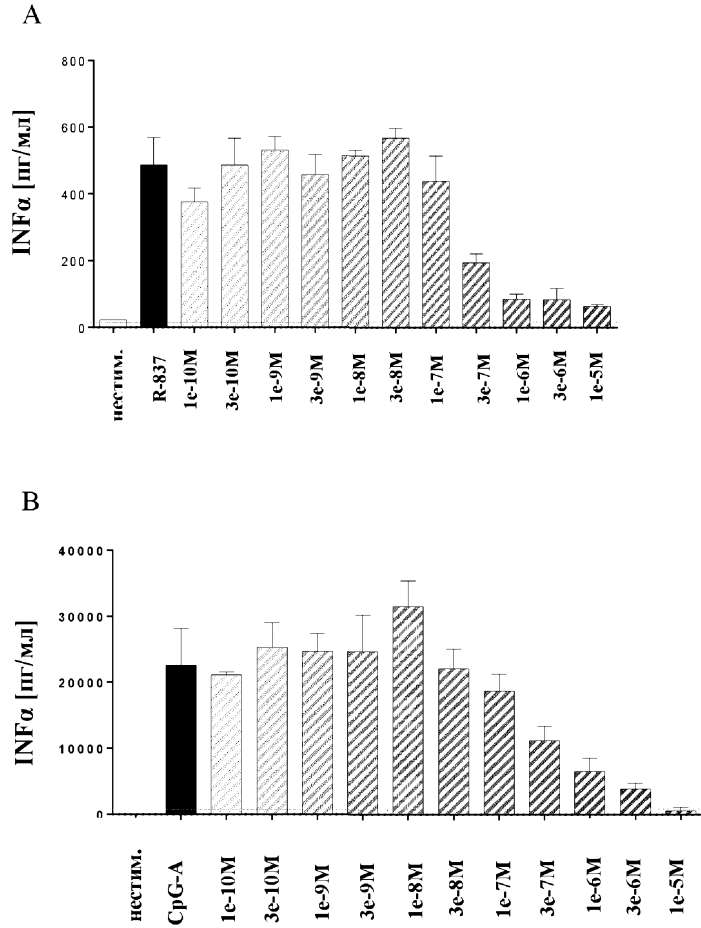 A
INFα [пг/мл]
800
600
400
200
0
нестим.
R-837
1e-10M
3e-10M
1e-9M
3e-9M
1e-8M
3e-8M
1e-7M
3e-7M
1e-6M
3e-6M
1e-5M
B
INFα [пг/мл]
40000
30000
20000
10000
0
нестим.
CpG-A
1e-10M
3e-10M
1e-9M
3e-9M
1e-8M
3e-8M
1e-7M
3e-7M
1e-6M
3e-6M
1e-5M